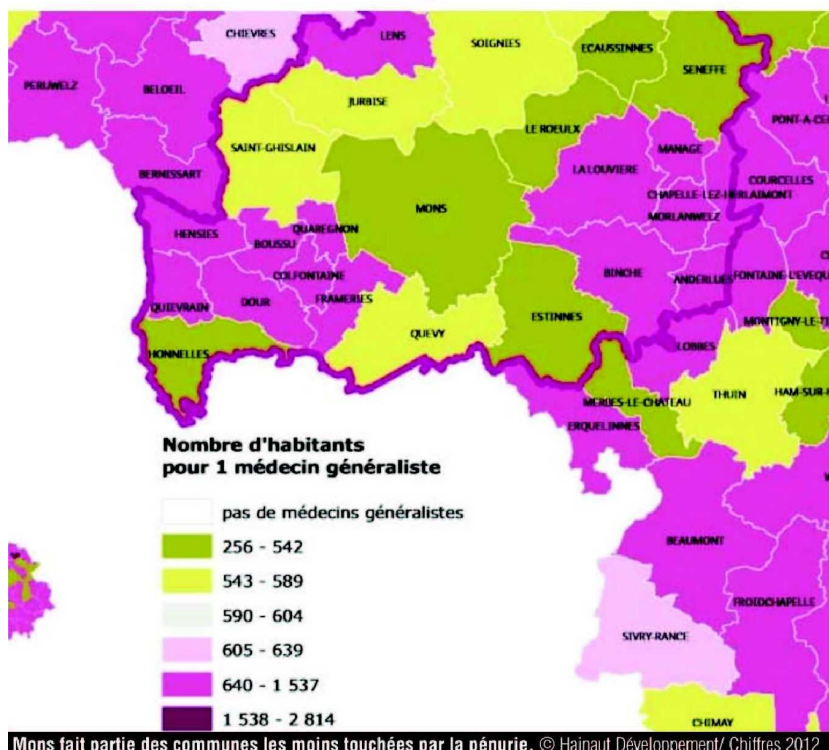 CHIEVRES
LENS
SOIGNIES
ECAUSSINNES
SENEFFE
PERUWELZ
BELOEIL
JURBISE
PONT-A-CE
LE ROEULX
SAINT-GHISLAIN
MANAGE
BERNISSART
LA LOUVIERE
COURCELLES
CHAPELLE-LEZ-HERLAIMONT
MONS
MORLANWELZ
HENSIES
QUAREGNON
BOUSSU
COLFONTAINE
BINCHE
ANDERLUES
FONTAINE-L'EVEQU
QUIEVRAIN
DOUR
FRAMERIES
ESTINNES
MONTIGNY-LE-T
QUEVY
HONNELLES
LOBBES
THUIN
HAM-SUR-H
MERBES-LE-CHATEAU
ERQUELINNES
Nombre d'habitants
pour 1 médecin généraliste
pas de médecins généralistes
256 - 542
543 - 589
590 - 604
605 - 639
640 - 1 537
1 538 - 2 814
BEAUMONT
FROIDCHAPELLE
SIVRY-RANCE
CHIMAY
Mons fait partie des communes les moins touchées par la pénurie. © Hainaut Développement/ Chiffres 2012